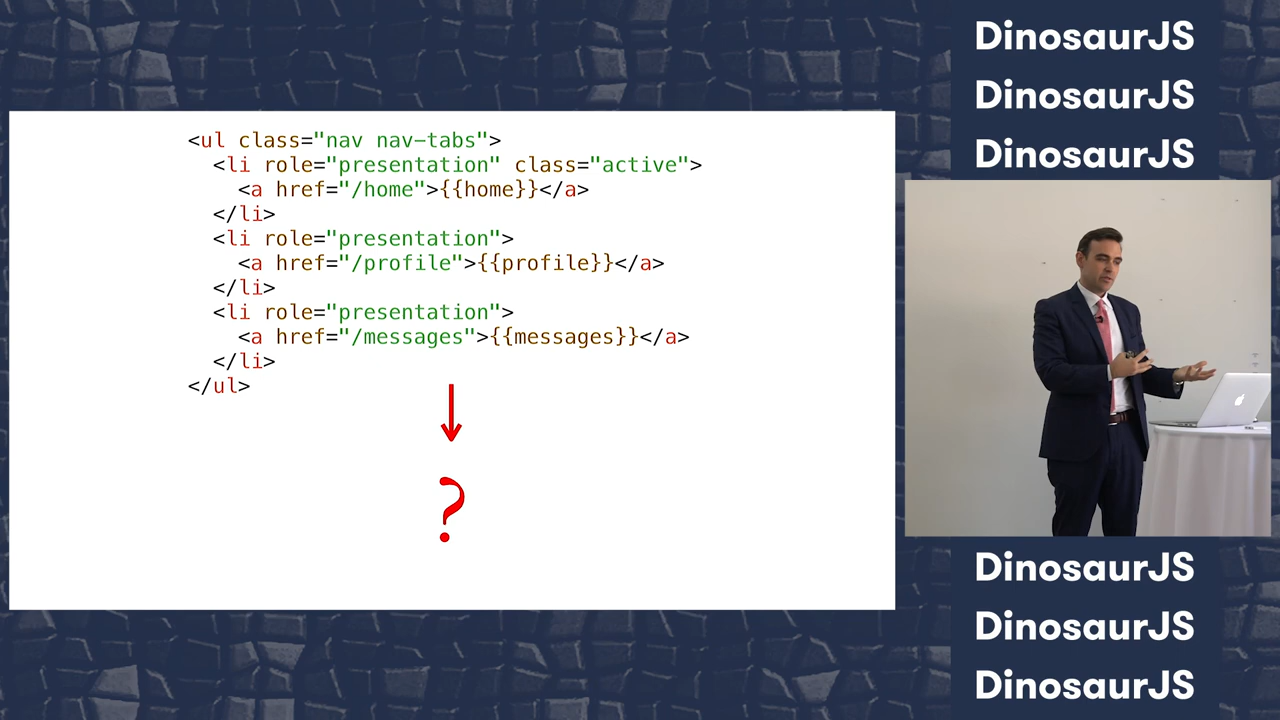 DinosaurJS
DinosaurJS
DinosaurJS
<ul class="nav nav-tabs">
  <li role="presentation" class="active">
    <a href="/home">{{home}}</a>
  </li>
  <li role="presentation">
    <a href="/profile">{{profile}}</a>
  </li>
  <li role="presentation">
    <a href="/messages">{{messages}}</a>
  </li>
</ul>
?
DinosaurJS
DinosaurJS
DinosaurJS